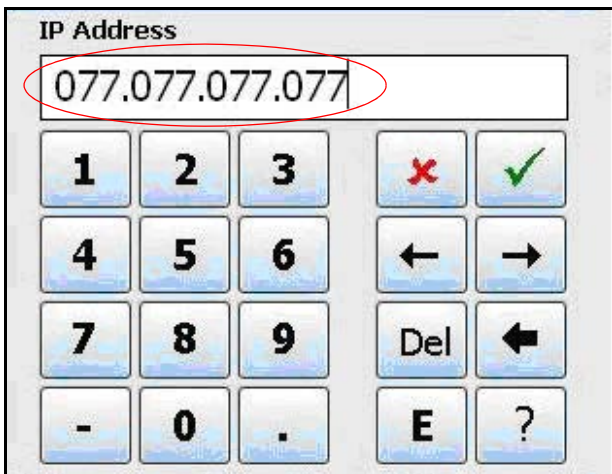 IP Address
077.077.077.077
1 2 3 ✗ ✓
4 5 6 ← →
7 8 9 Del ←
- 0 . E ?